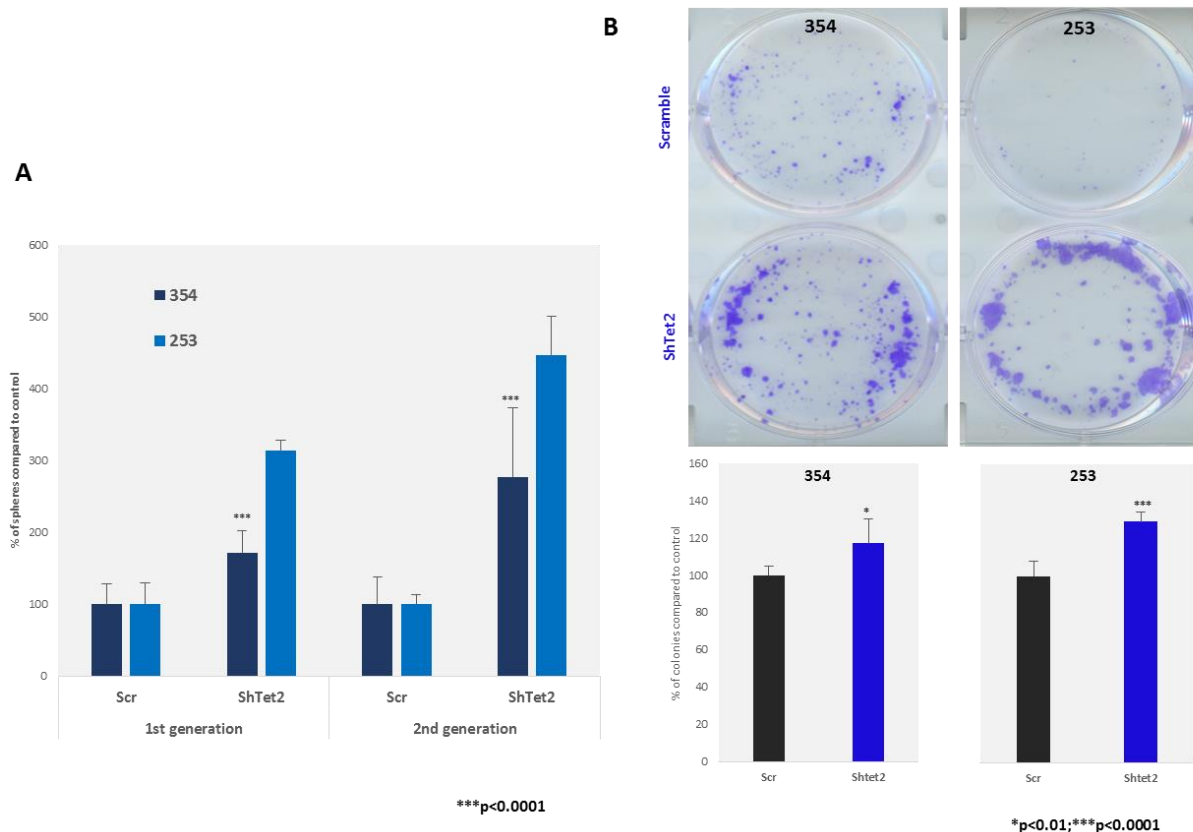 A
% of spheres compared to control
600
500
400
300
200
100
0
354
253
***
***
Scr
ShTet2
Scr
ShTet2
1st generation
2nd generation
***p<0.0001
B
354
253
Scramble
ShTet2
% of colonies compared to control
160
140
120
100
80
60
40
20
0
354
*
Scr
Shtet2
253
***
Scr
Shtet2
*p<0.01;***p<0.0001